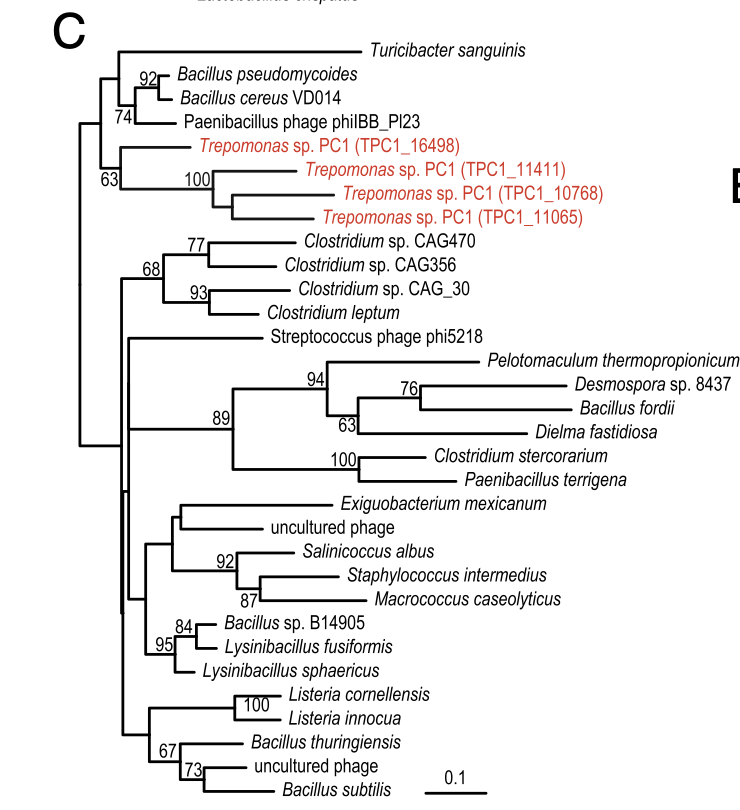 C
Turicibacter sanguinis
92
Bacillus pseudomycoides
Bacillus cereus VD014
74
Paenibacillus phage philBB_Pl23
Trepomonas sp. PC1 (TPC1_16498)
63
Trepomonas sp. PC1 (TPC1_11411)
100
Trepomonas sp. PC1 (TPC1_10768)
Trepomonas sp. PC1 (TPC1_11065)
77
Clostridium sp. CAG470
68
Clostridium sp. CAG356
93
Clostridium sp. CAG_30
Clostridium leptum
Streptococcus phage phi5218
Pelotomaculum thermopropionicum
94
Desmospora sp. 8437
76
Bacillus fordii
89
63
Dielma fastidiosa
Clostridium stercorarium
100
Paenibacillus terrigena
Exiguobacterium mexicanum
uncultured phage
Salinicoccus albus
92
Staphylococcus intermedius
87
Macrococcus caseolyticus
84
Bacillus sp. B14905
95
Lysinibacillus fusiformis
Lysinibacillus sphaericus
Listeria cornellensis
100
Listeria innocua
Bacillus thuringiensis
67
uncultured phage
73
Bacillus subtilis
0.1